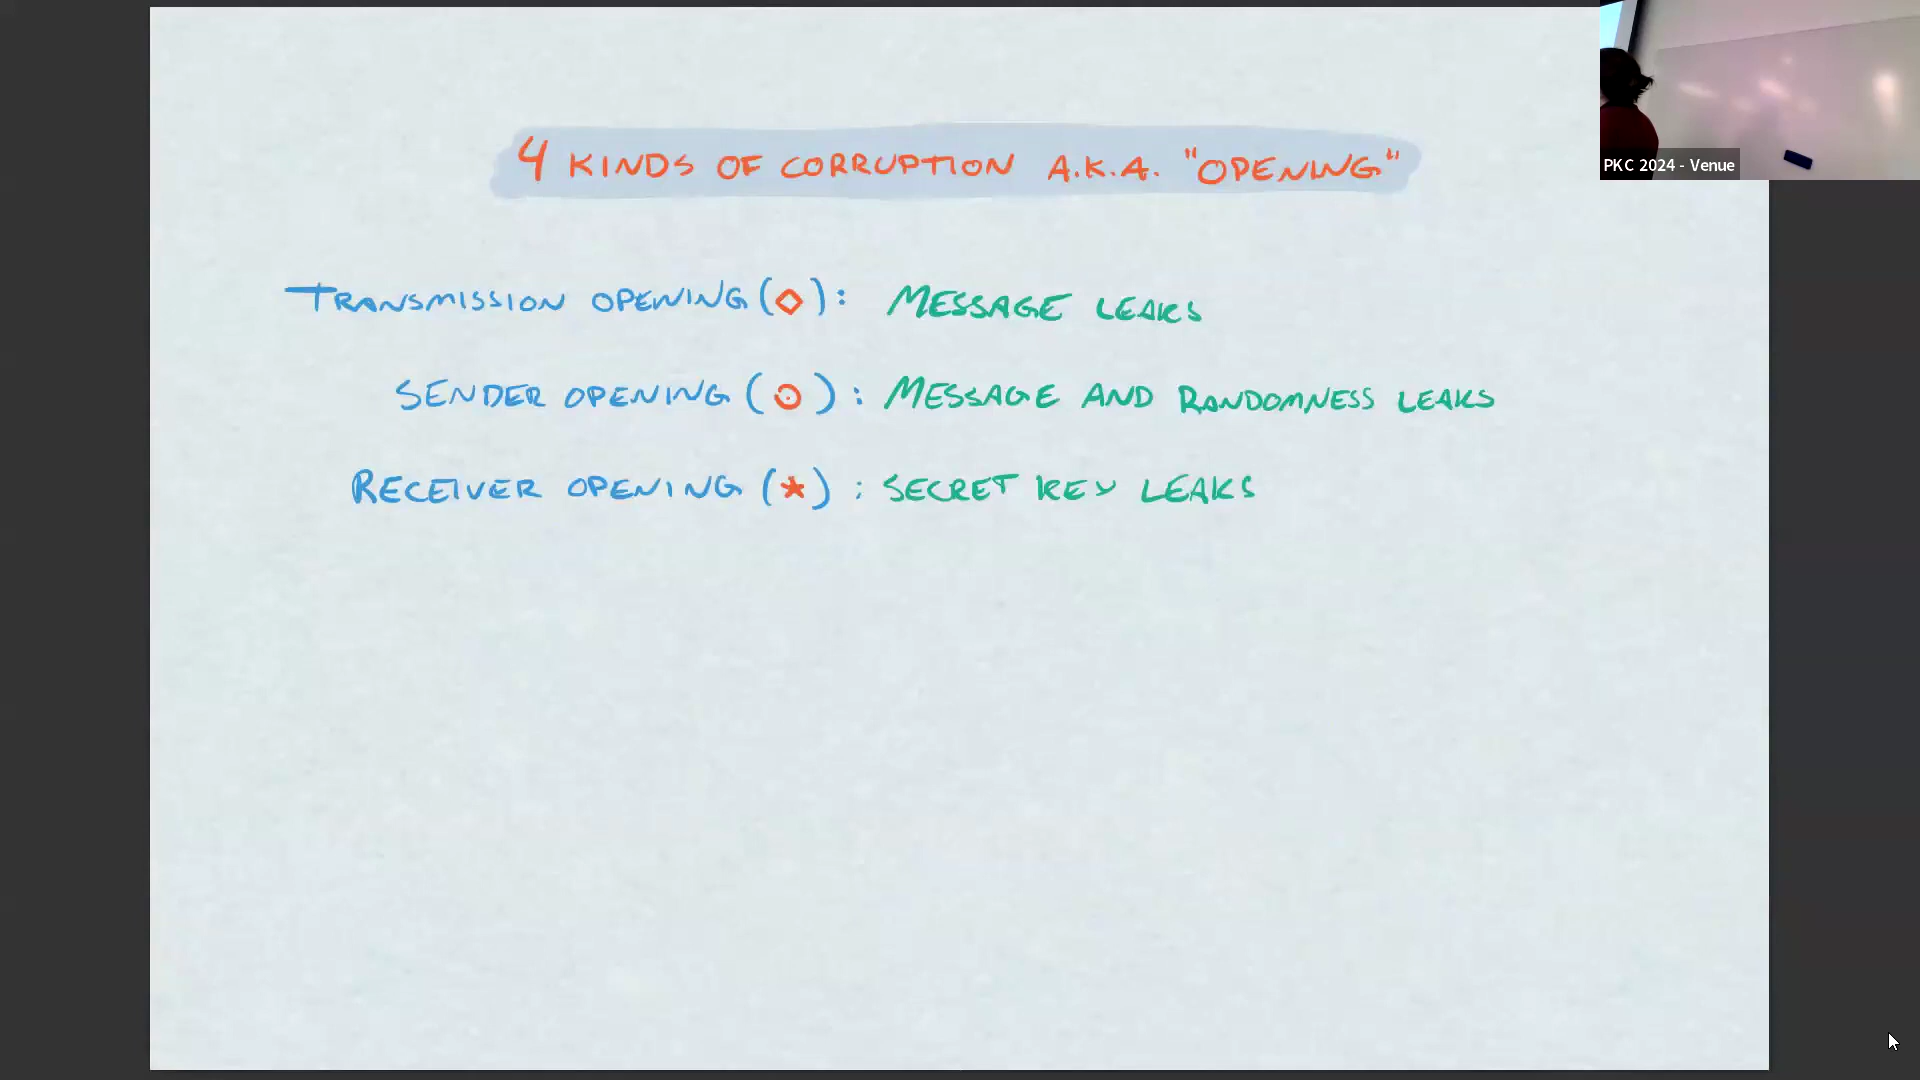 4 KINDS OF CORRUPTION A.K.A. "OPENING"
TRANSMISSION OPENING (◇): MESSAGE LEAKS
SENDER OPENING (⊙): MESSAGE AND RANDOMNESS LEAKS
RECEIVER OPENING (★): SECRET KEY LEAKS
PKC 2024 - Venue